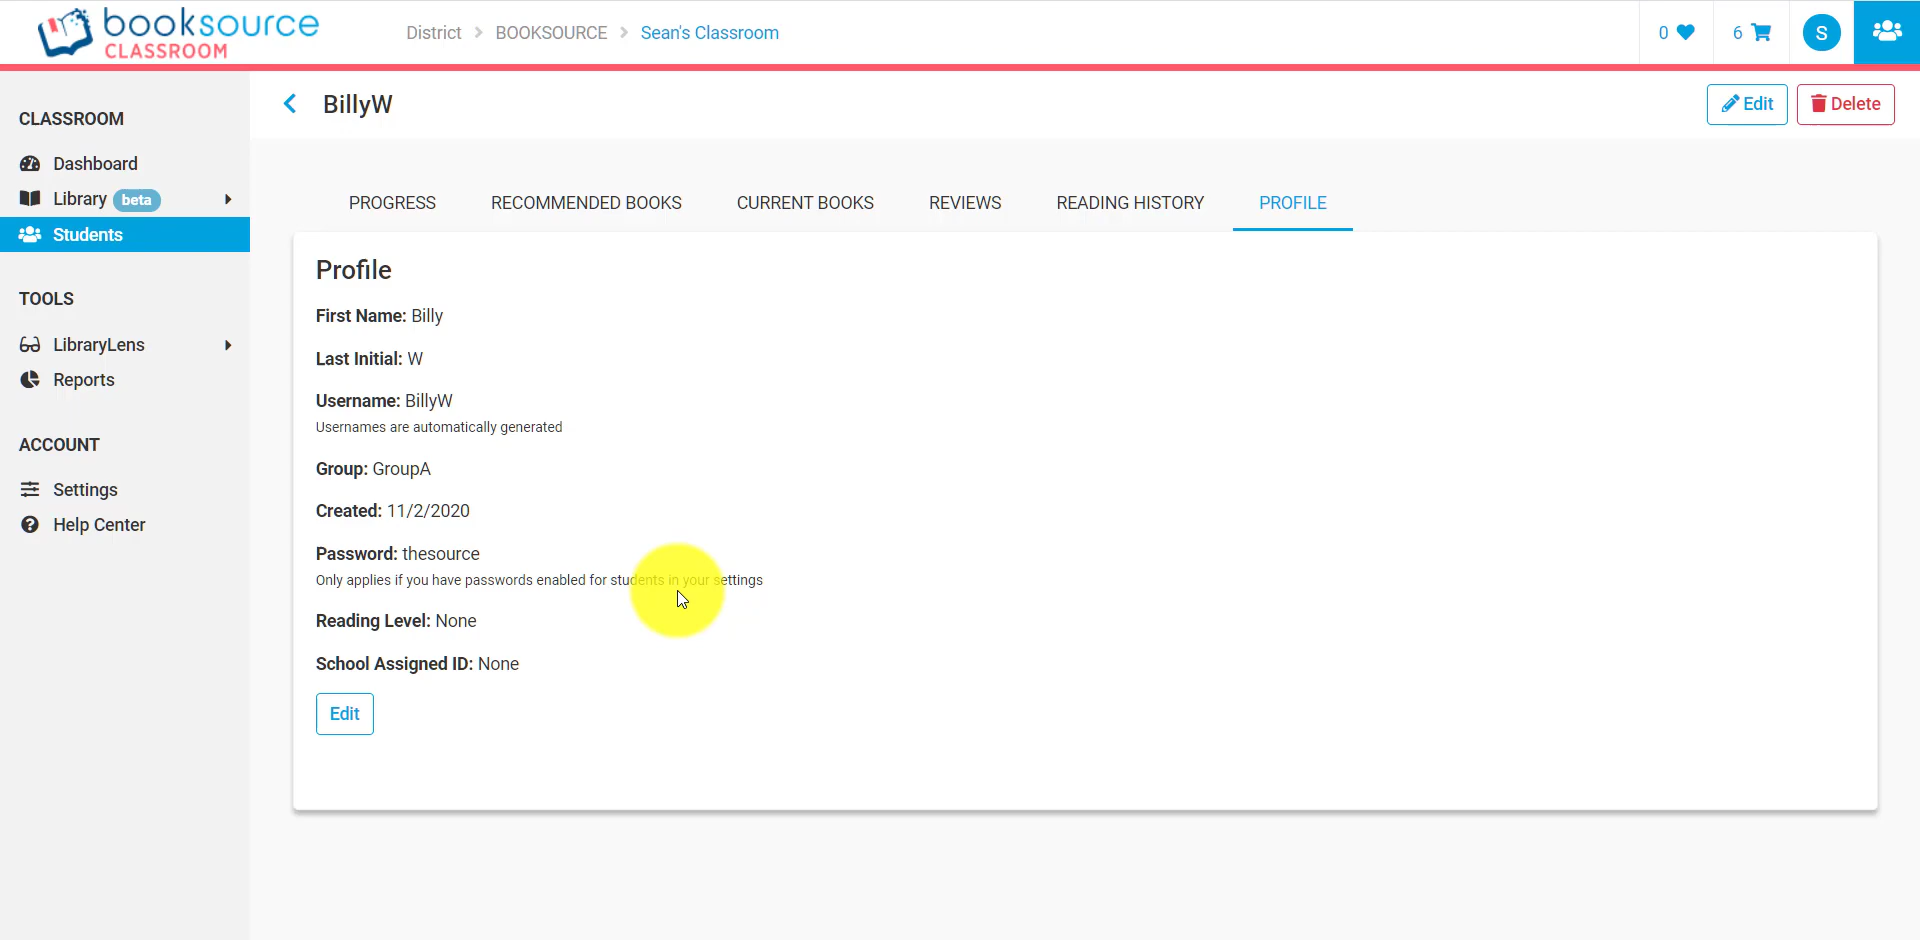 booksource
CLASSROOM
District > BOOKSOURCE > Sean's Classroom
0
6
S
CLASSROOM
Dashboard
Library beta
Students
TOOLS
LibraryLens
Reports
ACCOUNT
Settings
Help Center
BillyW
Edit
Delete
PROGRESS RECOMMENDED BOOKS CURRENT BOOKS REVIEWS READING HISTORY PROFILE
Profile
First Name: Billy
Last Initial: W
Username: BillyW
Usernames are automatically generated
Group: GroupA
Created: 11/2/2020
Password: thesource
Only applies if you have passwords enabled for students in your settings
Reading Level: None
School Assigned ID: None
Edit